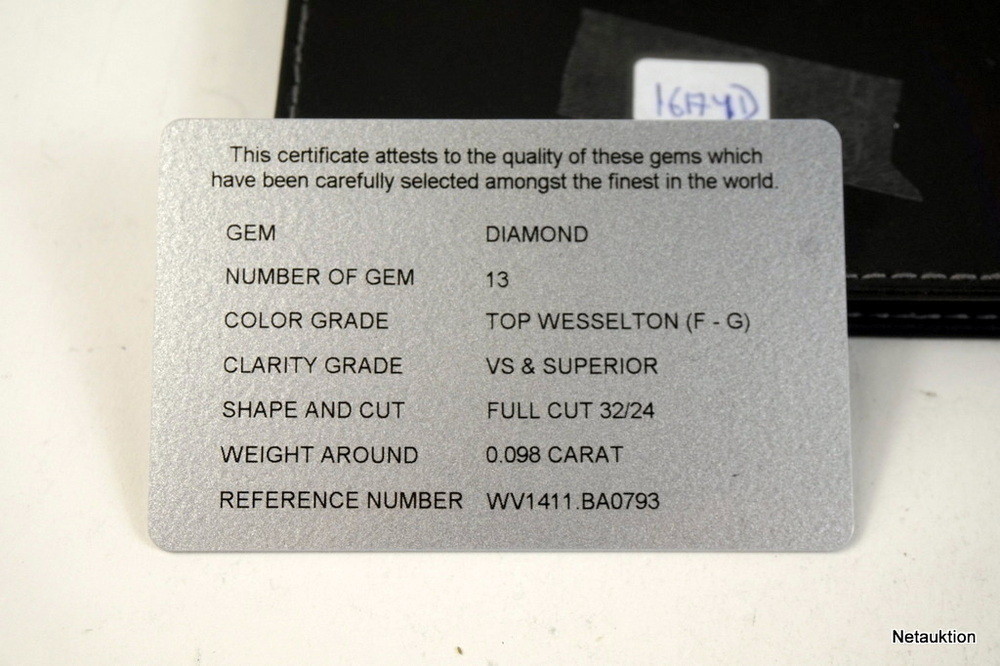 This certificate attests to the quality of these gems which
have been carefully selected amongst the finest in the world.
GEM DIAMOND
NUMBER OF GEM 13
COLOR GRADE TOP WESSELTON (F - G)
CLARITY GRADE VS & SUPERIOR
SHAPE AND CUT FULL CUT 32/24
WEIGHT AROUND 0.098 CARAT
REFERENCE NUMBER WV1411.BA0793
Netauktion